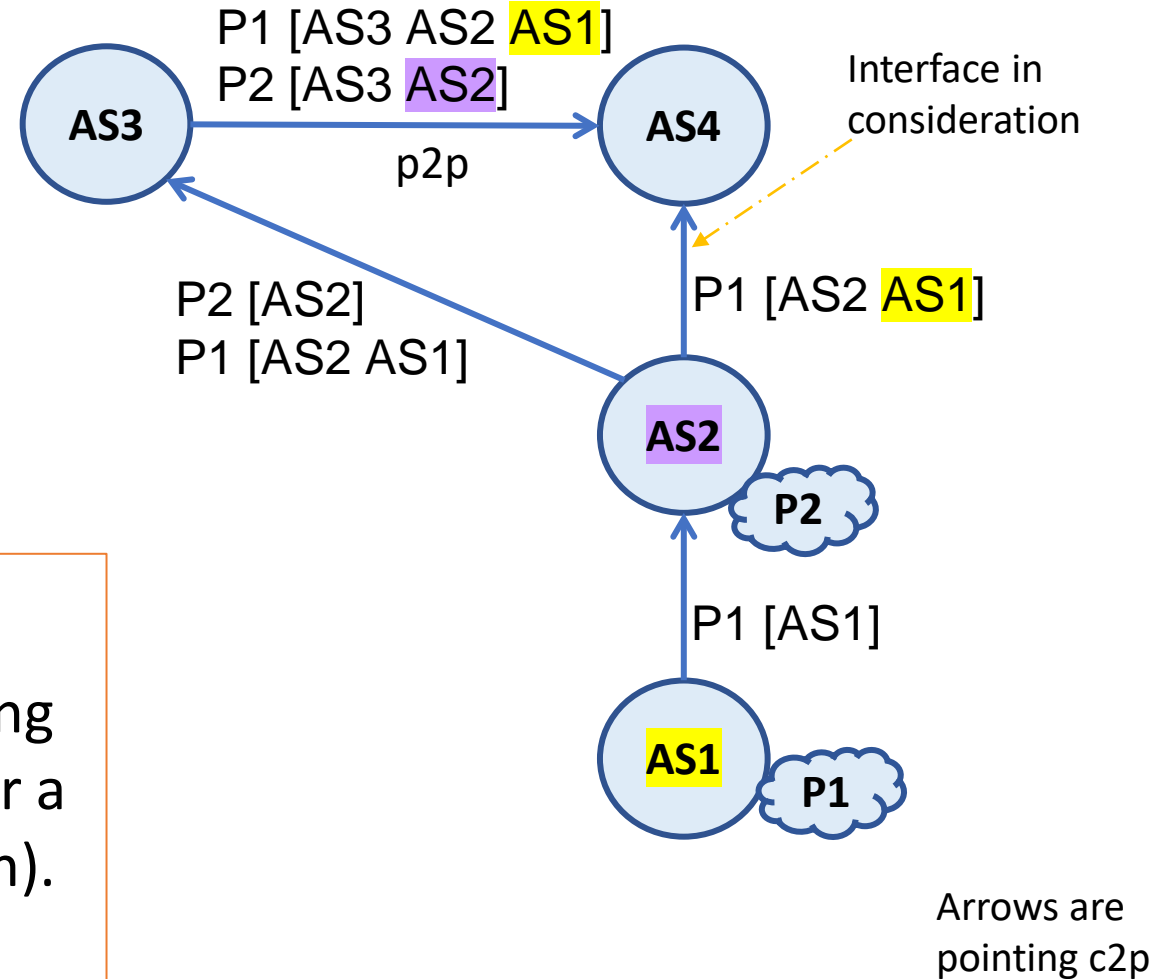 P1 [AS3 AS2 AS1]
P2 [AS3 AS2]
Interface in
consideration
AS3
AS4
p2p
P2 [AS2]
P1 [AS2 AS1]
P1 [AS2 AS1]
AS2
P2
P1 [AS1]
AS1
P1
Arrows are
pointing c2p